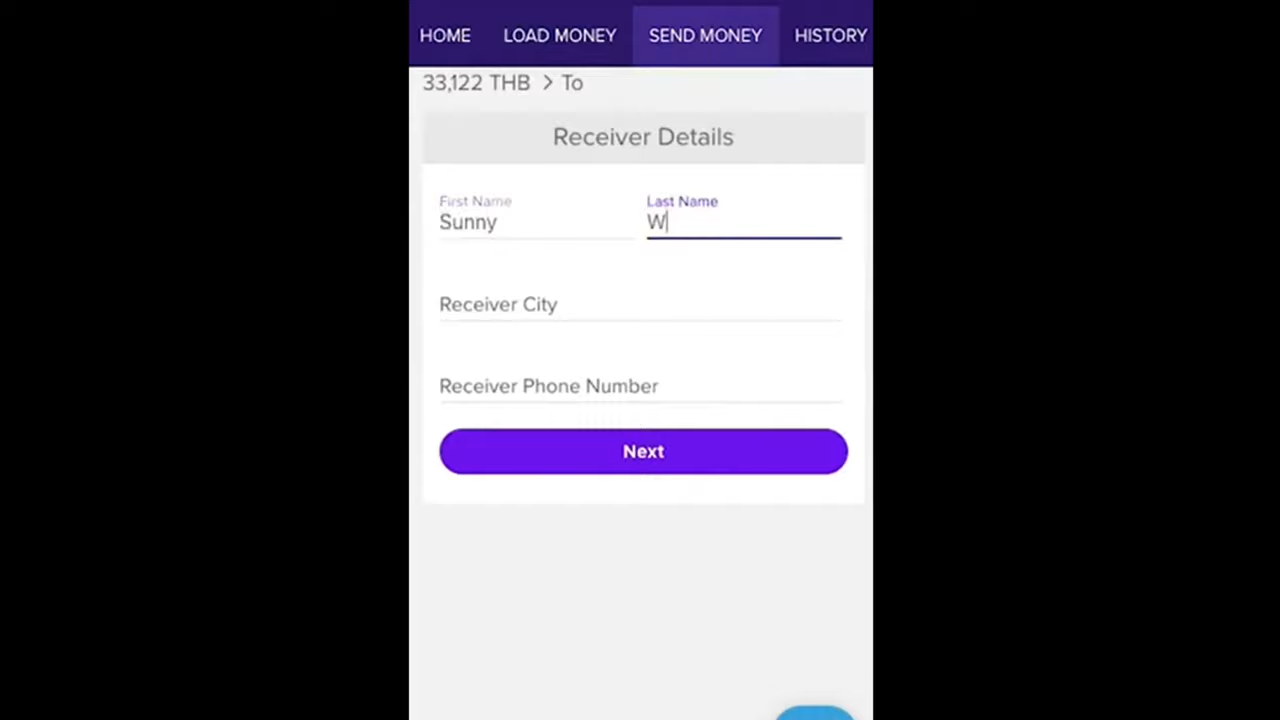 HOME LOAD MONEY SEND MONEY HISTORY
33,122 THB > To
Receiver Details
First Name Last Name
Sunny W
Receiver City
Receiver Phone Number
Next